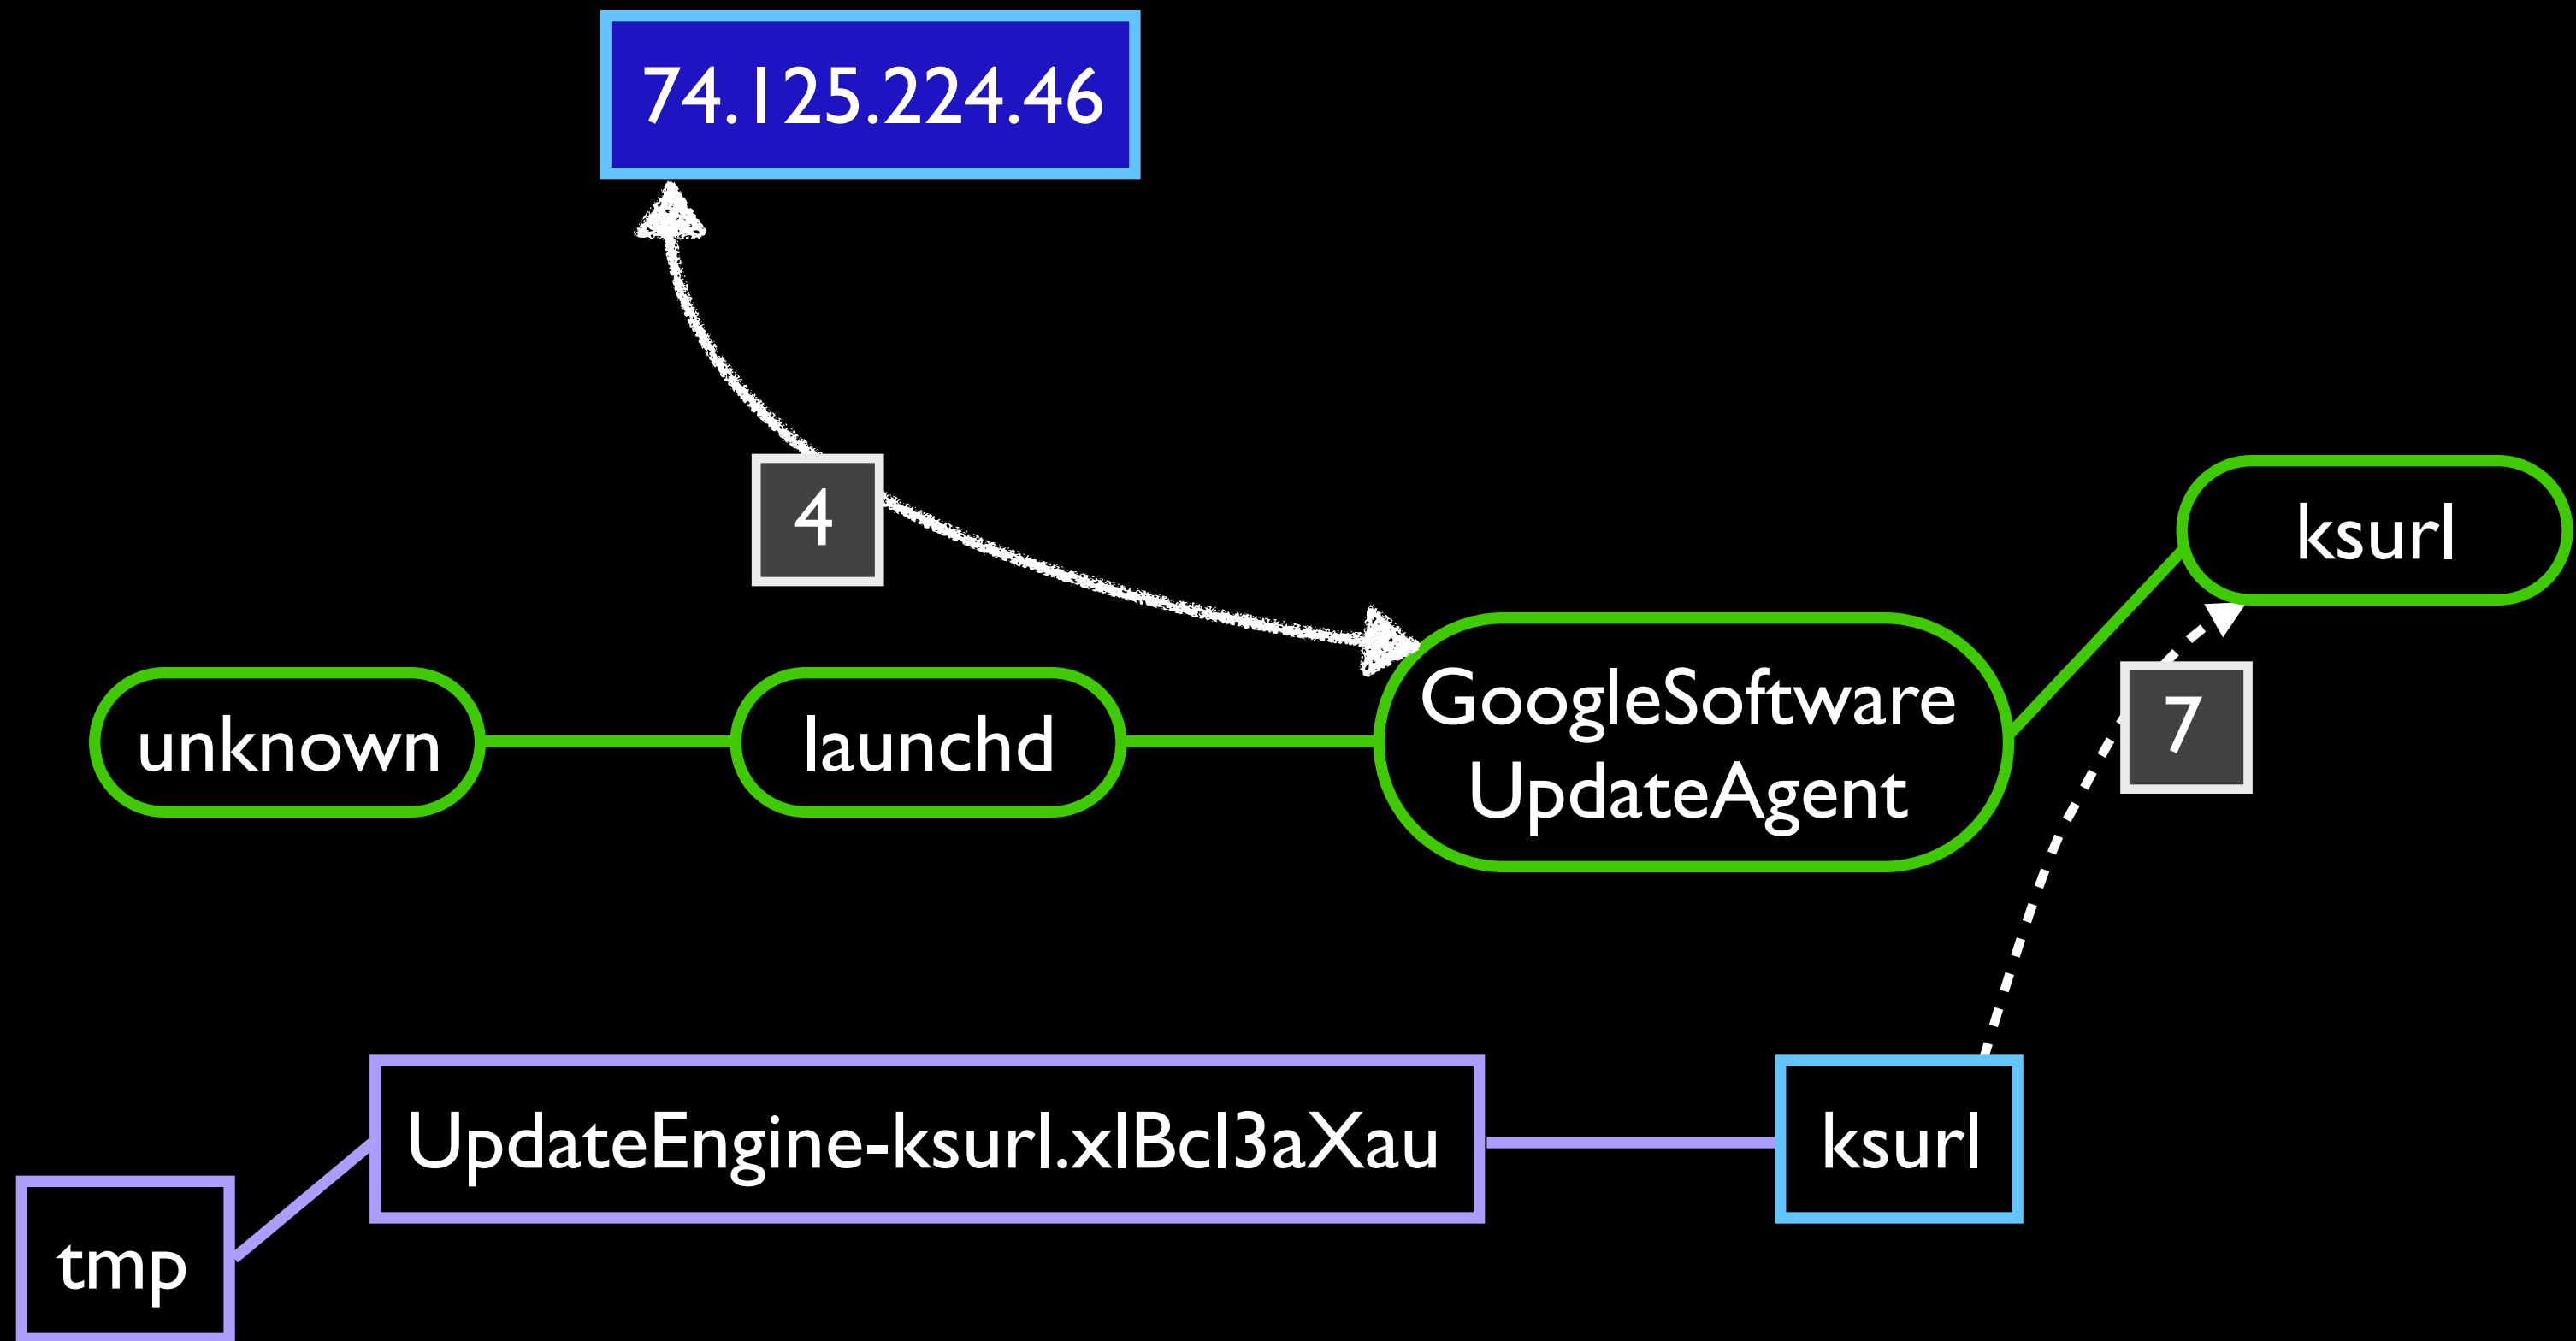 74.125.224.46
4
ksurl
GoogleSoftware
UpdateAgent
unknown
launchd
7
UpdateEngine-ksurl.xlBcl3aXau
ksurl
tmp